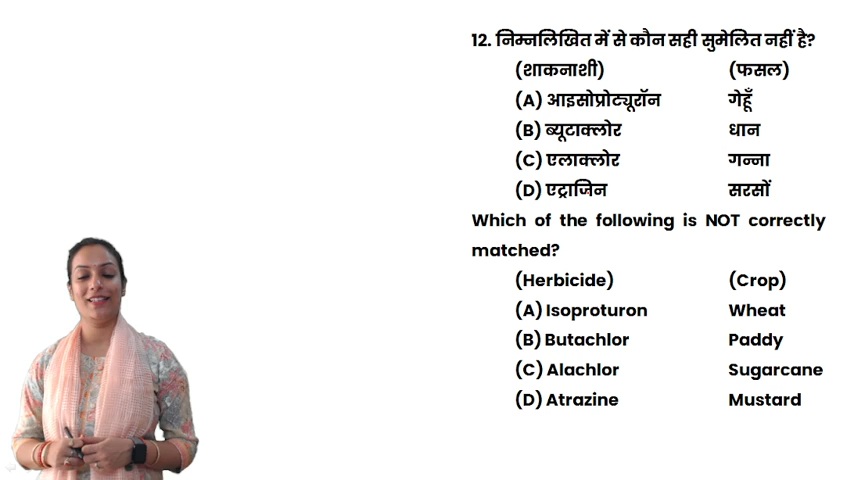 12. निम्नलिखित में से कौन सही सुमेलित नहीं है?
(शाकनाशी) (फसल)
(A) आइसोप्रोट्यूरॉन गेहूँ
(B) ब्यूटाक्लोर धान
(C) एलाक्लोर गन्ना
(D) एट्राजिन सरसों
Which of the following is NOT correctly
matched?
(Herbicide) (Crop)
(A) Isoproturon Wheat
(B) Butachlor Paddy
(C) Alachlor Sugarcane
(D) Atrazine Mustard